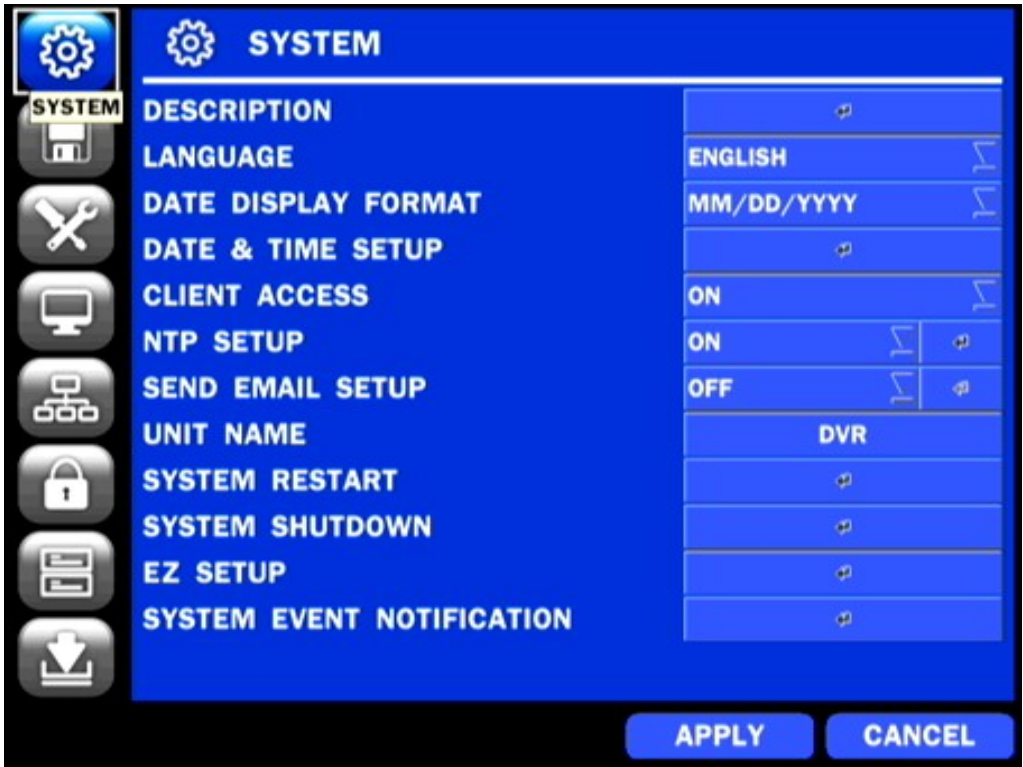 SYSTEM
SYSTEM
DESCRIPTION
LANGUAGE ENGLISH
DATE DISPLAY FORMAT MM/DD/YYYY
DATE & TIME SETUP
CLIENT ACCESS ON
NTP SETUP ON
SEND EMAIL SETUP OFF
UNIT NAME DVR
SYSTEM RESTART
SYSTEM SHUTDOWN
EZ SETUP
SYSTEM EVENT NOTIFICATION
APPLY CANCEL